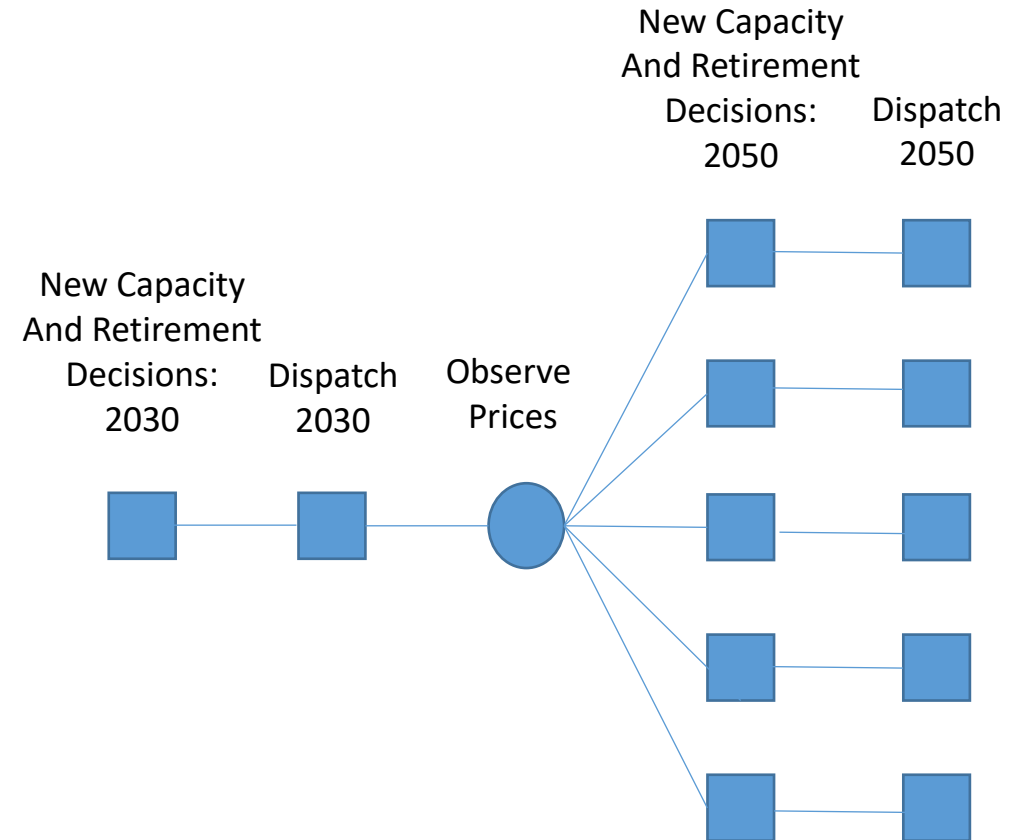 New Capacity
And Retirement
Decisions:
2030
Dispatch
2030
Observe
Prices
New Capacity
And Retirement
Decisions:
2050
Dispatch
2050